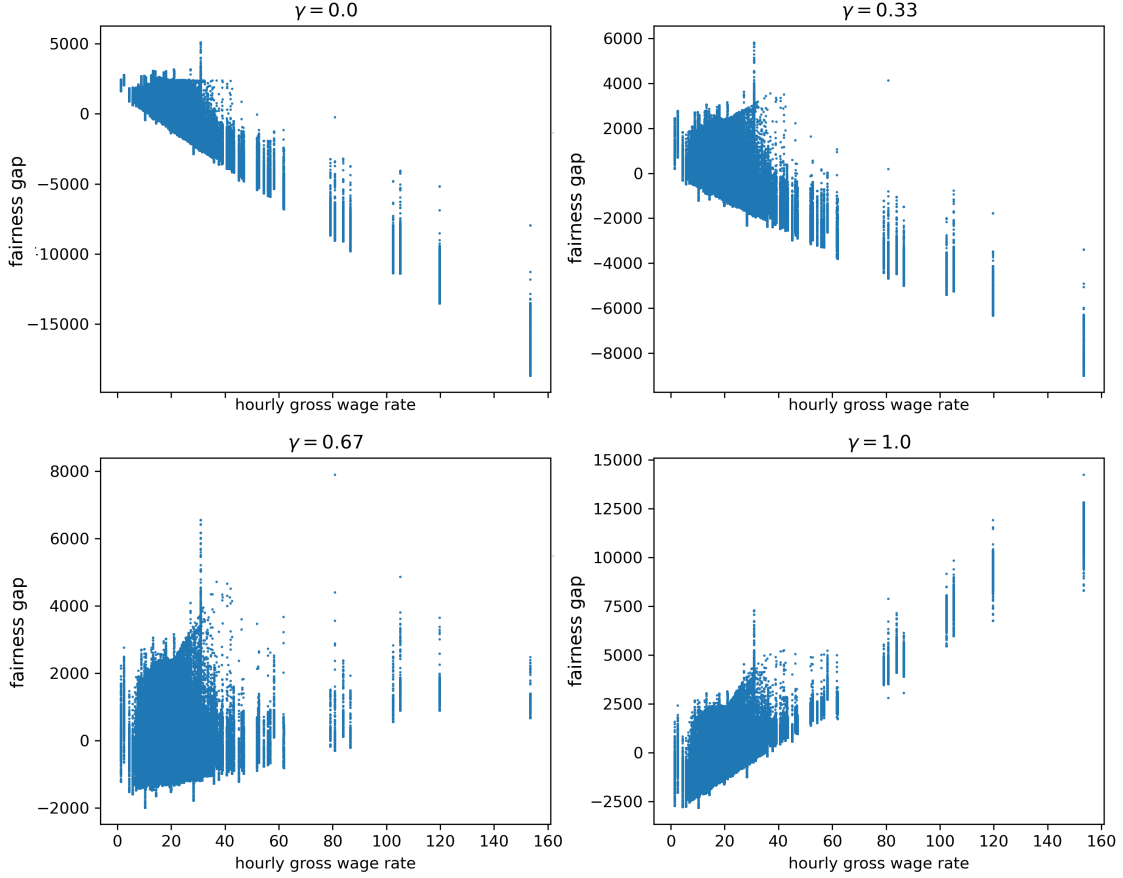 γ = 0.0
5000
0
−5000
-10000
−15000
fairness gap
hourly gross wage rate
γ = 0.33
6000
4000
2000
0
−2000
−4000
−6000
−8000
fairness gap
hourly gross wage rate
γ = 0.67
8000
6000
4000
2000
0
−2000
fairness gap
0 20 40 60 80 100 120 140 160
hourly gross wage rate
γ = 1.0
15000
12500
10000
7500
5000
2500
0
−2500
fairness gap
0 20 40 60 80 100 120 140 160
hourly gross wage rate